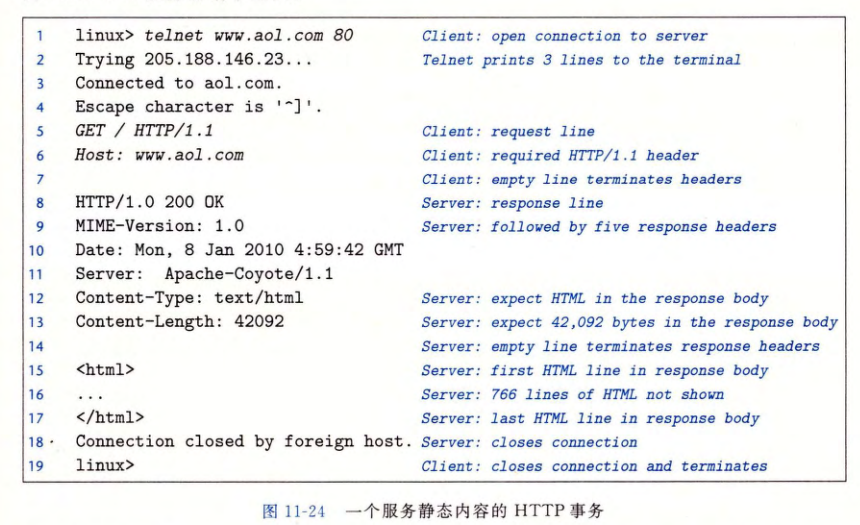 1 linux> telnet www.aol.com 80 Client: open connection to server
2 Trying 205.188.146.23... Telnet prints 3 lines to the terminal
3 Connected to aol.com.
4 Escape character is '^]'.
5 GET / HTTP/1.1 Client: request line
6 Host: www.aol.com Client: required HTTP/1.1 header
7 Client: empty line terminates headers
8 HTTP/1.0 200 OK Server: response line
9 MIME-Version: 1.0 Server: followed by five response headers
10 Date: Mon, 8 Jan 2010 4:59:42 GMT
11 Server: Apache-Coyote/1.1
12 Content-Type: text/html Server: expect HTML in the response body
13 Content-Length: 42092 Server: expect 42,092 bytes in the response body
14 Server: empty line terminates response headers
15 <html> Server: first HTML line in response body
16 ... Server: 766 lines of HTML not shown
17 </html> Server: last HTML line in response body
18 Connection closed by foreign host. Server: closes connection
19 linux> Client: closes connection and terminates
图 11-24 一个服务静态内容的 HTTP 事务